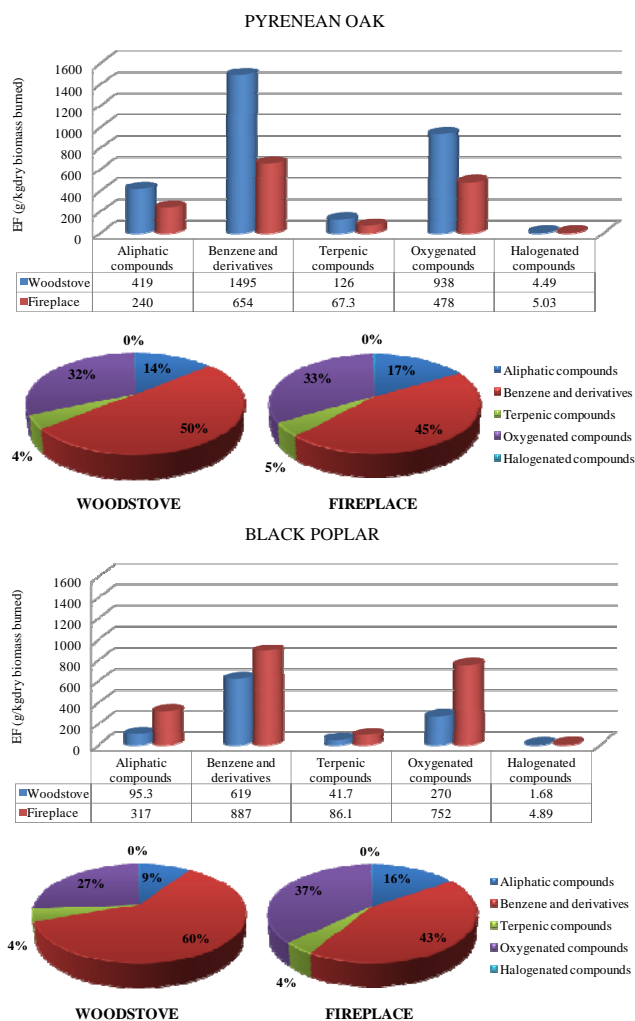 PYRENEAN OAK
EF (g/kgdry biomass burned)
1600
1400
1200
1000
800
600
400
200
0
Aliphatic compounds
Benzene and derivatives
Terpenic compounds
Oxygenated compounds
Halogenated compounds
Woodstove 419 1495 126 938 4.49
Fireplace 240 654 67.3 478 5.03
0%
14%
50%
4%
32%
WOODSTOVE
0%
17%
45%
5%
33%
FIREPLACE
Aliphatic compounds
Benzene and derivatives
Terpenic compounds
Oxygenated compounds
Halogenated compounds
BLACK POPLAR
EF (g/kgdry biomass burned)
1600
1400
1200
1000
800
600
400
200
0
Aliphatic compounds
Benzene and derivatives
Terpenic compounds
Oxygenated compounds
Halogenated compounds
Woodstove 95.3 619 41.7 270 1.68
Fireplace 317 887 86.1 752 4.89
0%
9%
60%
4%
27%
WOODSTOVE
0%
16%
43%
4%
37%
FIREPLACE
Aliphatic compounds
Benzene and derivatives
Terpenic compounds
Oxygenated compounds
Halogenated compounds